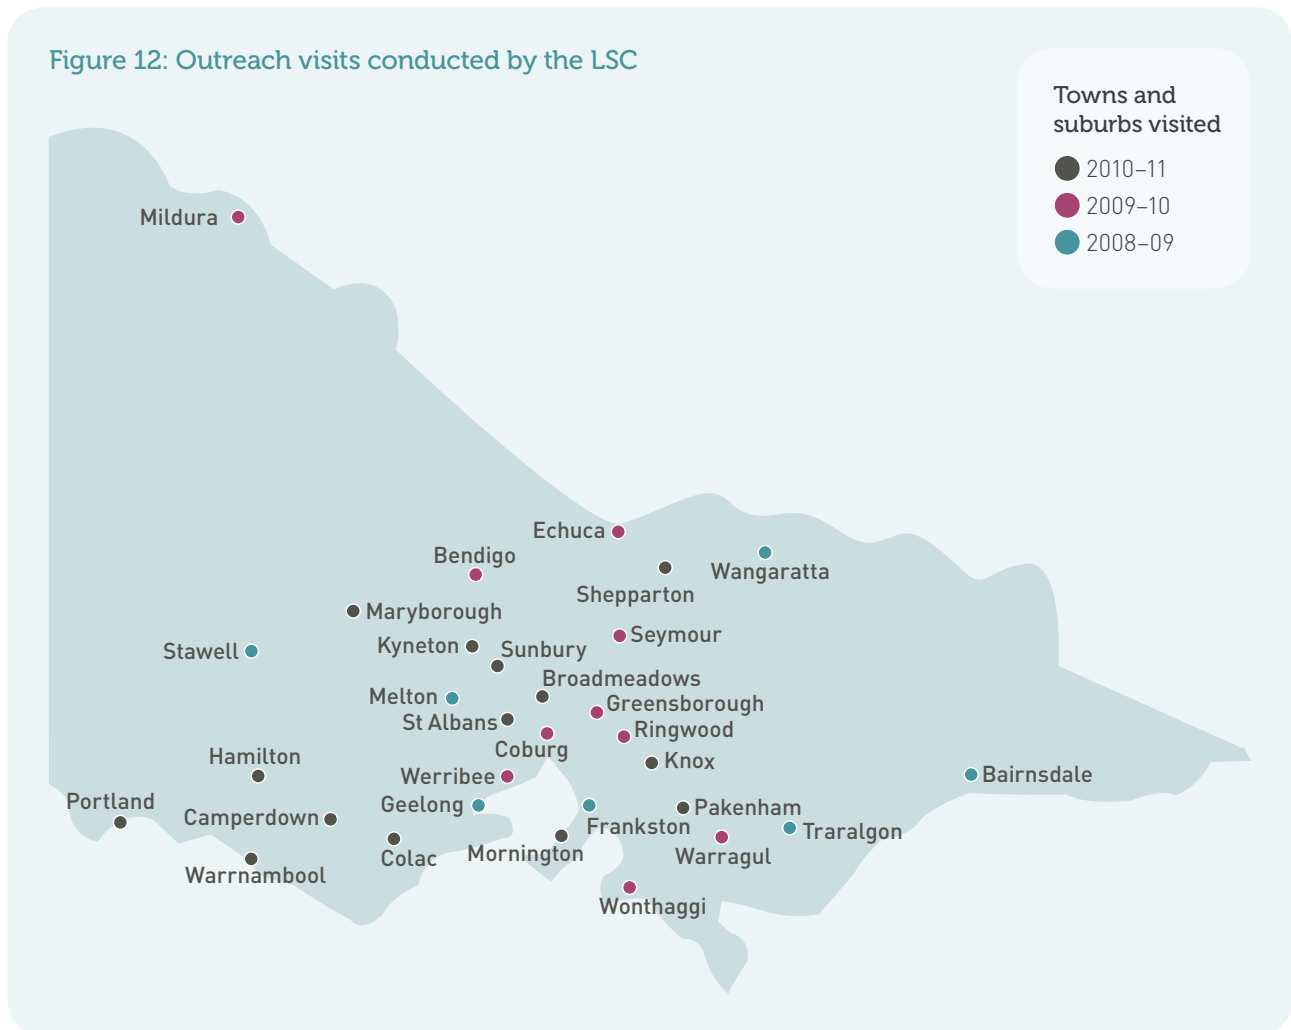 Figure 12: Outreach visits conducted by the LSC
Towns and
suburbs visited
2010–11
2009–10
2008–09
Mildura
Echuca
Bendigo
Wangaratta
Shepparton
Maryborough
Seymour
Kyneton
Sunbury
Stawell
Broadmeadows
Melton
Greensborough
St Albans
Ringwood
Coburg
Hamilton
Knox
Werribee
Bairnsdale
Portland
Geelong
Pakenham
Camperdown
Frankston
Traralgon
Colac
Mornington
Warragul
Warrnambool
Wonthaggi